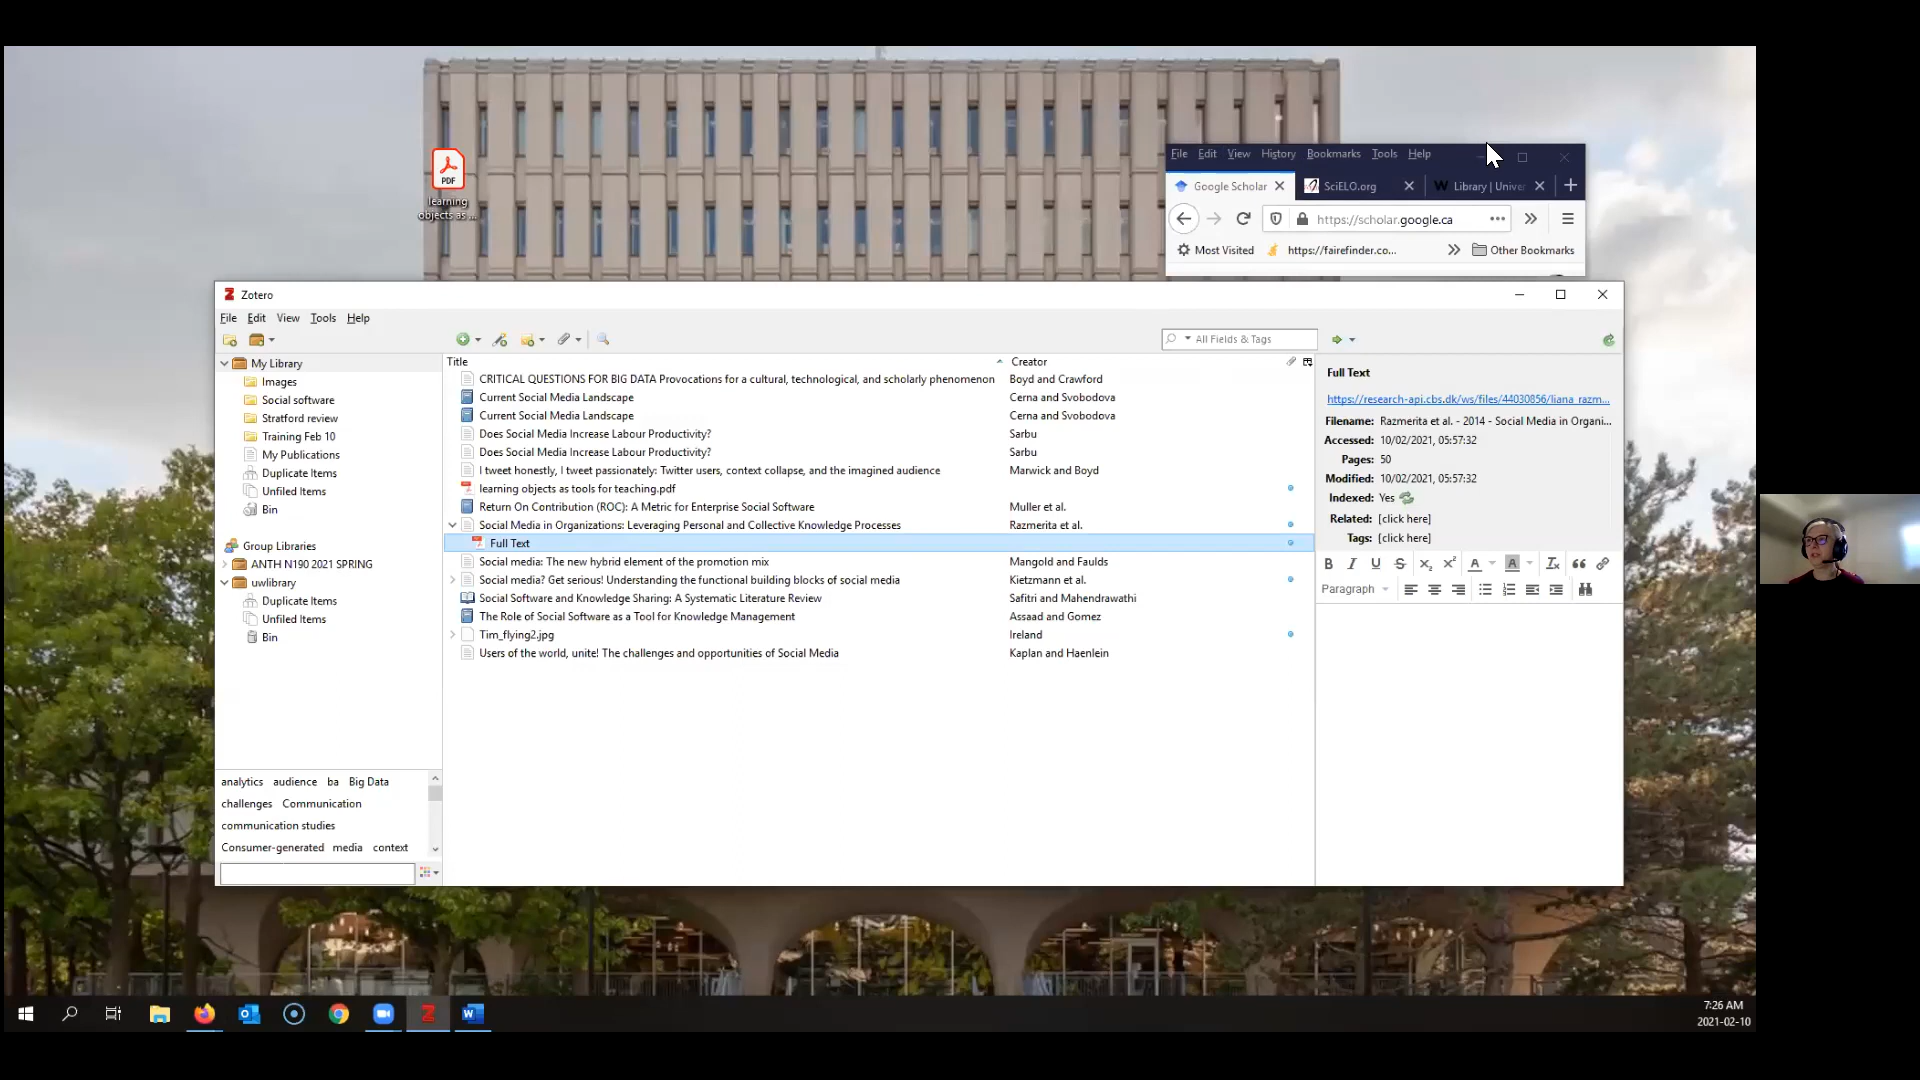 PDF
learning
objects as ...
File Edit View History Bookmarks Tools Help
Google Scholar
SciELO.org
Library | Univer
https://scholar.google.ca
Most Visited
https://fairefinder.co...
Other Bookmarks
Zotero
File Edit View Tools Help
All Fields & Tags
My Library
Images
Social software
Stratford review
Training Feb 10
My Publications
Duplicate Items
Unfiled Items
Bin
Group Libraries
ANTH N190 2021 SPRING
uwlibrary
Duplicate Items
Unfiled Items
Bin
analytics audience ba Big Data
challenges Communication
communication studies
Consumer-generated media context
Title Creator
CRITICAL QUESTIONS FOR BIG DATA Provocations for a cultural, technological, and scholarly phenomenon Boyd and Crawford
Current Social Media Landscape Cerna and Svobodova
Current Social Media Landscape Cerna and Svobodova
Does Social Media Increase Labour Productivity? Sarbu
Does Social Media Increase Labour Productivity? Sarbu
I tweet honestly, I tweet passionately: Twitter users, context collapse, and the imagined audience Marwick and Boyd
learning objects as tools for teaching.pdf
Return On Contribution (ROC): A Metric for Enterprise Social Software Muller et al.
Social Media in Organizations: Leveraging Personal and Collective Knowledge Processes Razmerita et al.
Full Text
Social media: The new hybrid element of the promotion mix Mangold and Faulds
Social media? Get serious! Understanding the functional building blocks of social media Kietzmann et al.
Social Software and Knowledge Sharing: A Systematic Literature Review Safitri and Mahendrawathi
The Role of Social Software as a Tool for Knowledge Management Assaad and Gomez
Tim_flying2.jpg Ireland
Users of the world, unite! The challenges and opportunities of Social Media Kaplan and Haenlein
Full Text
https://research-api.cbs.dk/ws/files/44030856/liana_razm...
Filename: Razmerita et al. - 2014 - Social Media in Organi...
Accessed: 10/02/2021, 05:57:32
Pages: 50
Modified: 10/02/2021, 05:57:32
Indexed: Yes
Related: [click here]
Tags: [click here]
Paragraph
7:26 AM
2021-02-10